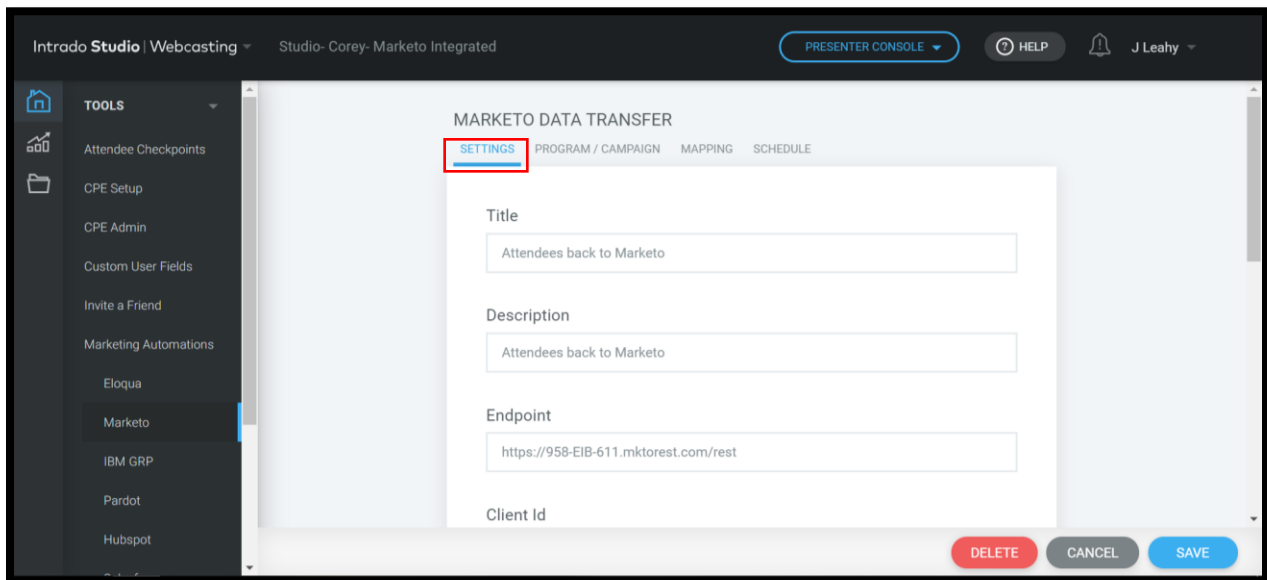 Intrado Studio | Webcasting
Studio- Corey- Marketo Integrated
PRESENTER CONSOLE
? HELP
J Leahy
TOOLS
Attendee Checkpoints
CPE Setup
CPE Admin
Custom User Fields
Invite a Friend
Marketing Automations
Eloqua
Marketo
IBM GRP
Pardot
Hubspot
MARKETO DATA TRANSFER
SETTINGS PROGRAM / CAMPAIGN MAPPING SCHEDULE
Title
Attendees back to Marketo
Description
Attendees back to Marketo
Endpoint
https://958-EIB-611.mktorest.com/rest
Client Id
DELETE CANCEL SAVE